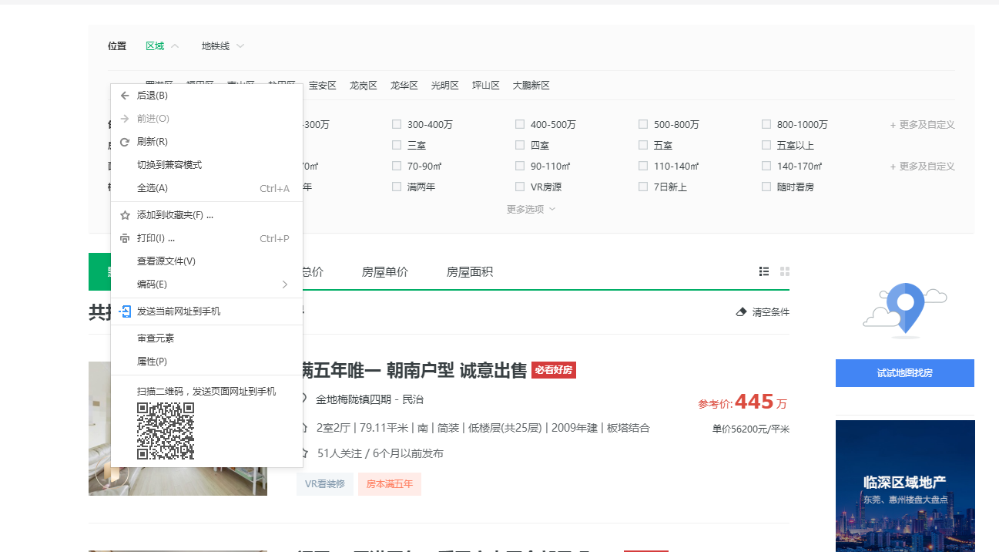 位置 区域 地铁线
宝安区 龙岗区 龙华区 光明区 坪山区 大鹏新区
后退(B)
前进(O)
刷新(R)
切换到兼容模式
全选(A) Ctrl+A
添加到收藏夹(F) ...
打印(I) ... Ctrl+P
查看源文件(V)
编码(E)
发送当前网址到手机
审查元素
属性(P)
扫描二维码，发送页面网址到手机
-300万 300-400万 400-500万 500-800万 800-1000万 + 更多及自定义
三室 四室 五室 五室以上
70-90㎡ 90-110㎡ 110-140㎡ 140-170㎡ + 更多及自定义
年 满两年 VR房源 7日新上 随时看房
更多选项
总价 房屋单价 房屋面积
清空条件
满五年唯一 朝南户型 诚意出售 必看好房
金地梅陇镇四期 - 民治
参考价:445万
2室2厅 | 79.11平米 | 南 | 简装 | 低楼层(共25层) | 2009年建 | 板塔结合
单价56200元/平米
51人关注 / 6个月以前发布
VR看装修 房本满五年
试试地图找房
临深区域地产
东莞、惠州楼盘大盘点